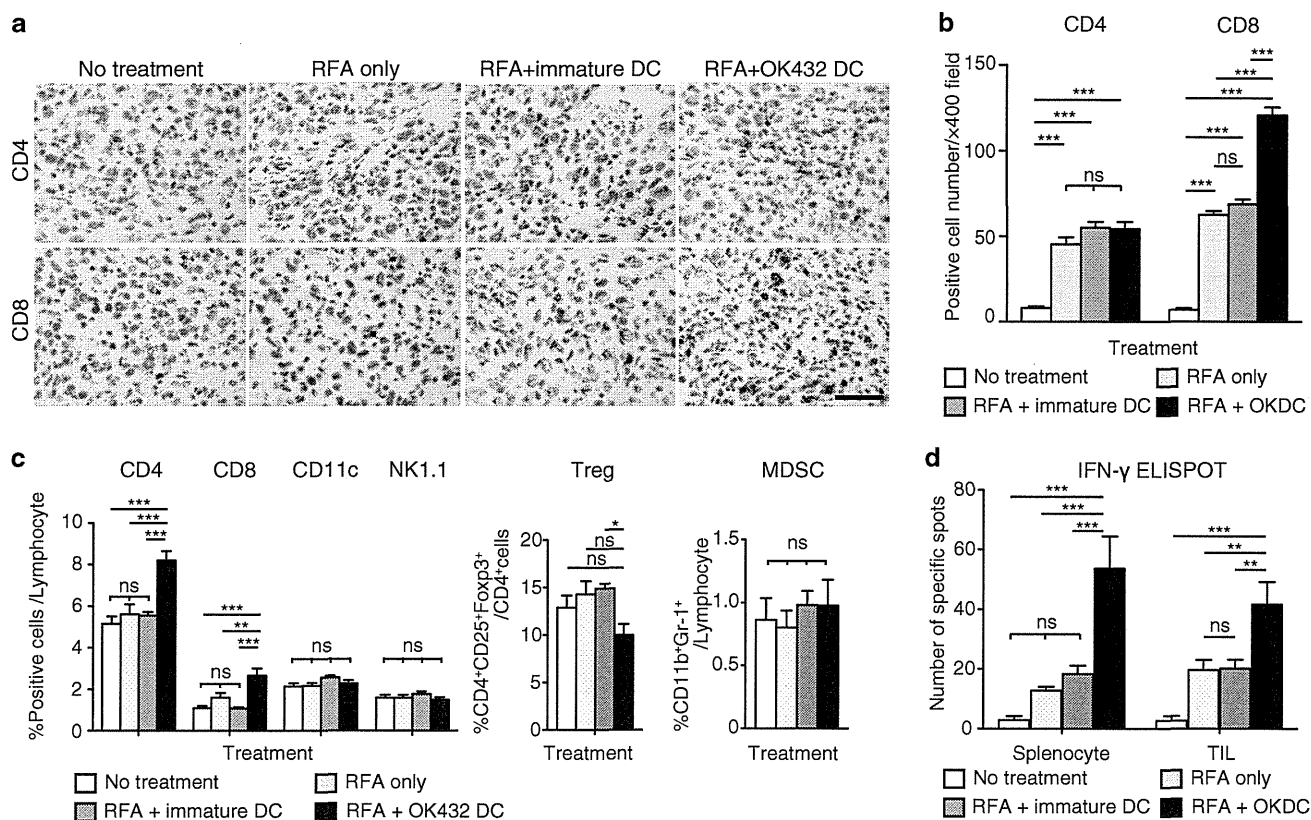 a
No treatment RFA only RFA+immature DC RFA+OK432 DC
CD4
CD8
b
CD4 CD8
Positive cell number/x400 field
150
100
50
0
***
***
***
ns
***
***
***
***
ns
***
Treatment
No treatment RFA only
RFA + immature DC RFA + OKDC
c
CD4 CD8 CD11c NK1.1 Treg MDSC
%Positive cells /Lymphocyte
10
8
6
4
2
0
***
***
***
ns
***
**
***
ns
ns
ns
Treatment
%CD4+CD25+Foxp3+
/CD4+cells
20
15
10
5
0
*
ns
ns
Treatment
%CD11b+Gr-1+
/Lymphocyte
1.5
1.0
0.5
0
ns
Treatment
No treatment RFA only
RFA + immature DC RFA + OK432 DC
d
IFN-γ ELISPOT
Number of specific spots
80
60
40
20
0
***
***
***
ns
***
**
**
ns
Splenocyte TIL
No treatment RFA only
RFA + immature DC RFA + OKDC